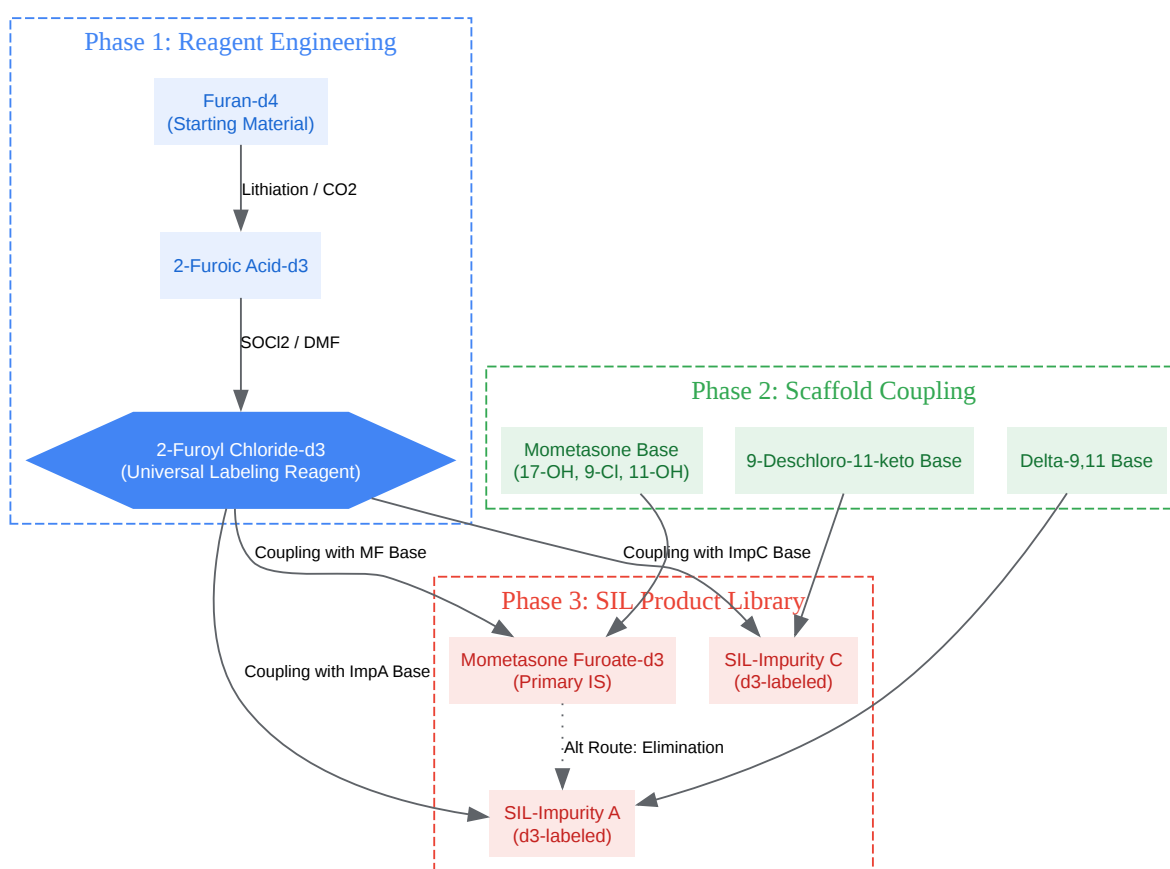 Phase 1: Reagent Engineering
Furan-d4
(Starting Material)
Lithiation / CO2
2-Furoic Acid-d3
SOCl2 / DMF
2-Furoyl Chloride-d3
(Universal Labeling Reagent)
Phase 2: Scaffold Coupling
Mometasone Base
(17-OH, 9-Cl, 11-OH)
9-Deschloro-11-keto Base
Delta-9,11 Base
Coupling with MF Base
Coupling with ImpC Base
Phase 3: SIL Product Library
Mometasone Furoate-d3
(Primary IS)
SIL-Impurity C
(d3-labeled)
Coupling with ImpA Base
Alt Route: Elimination
SIL-Impurity A
(d3-labeled)